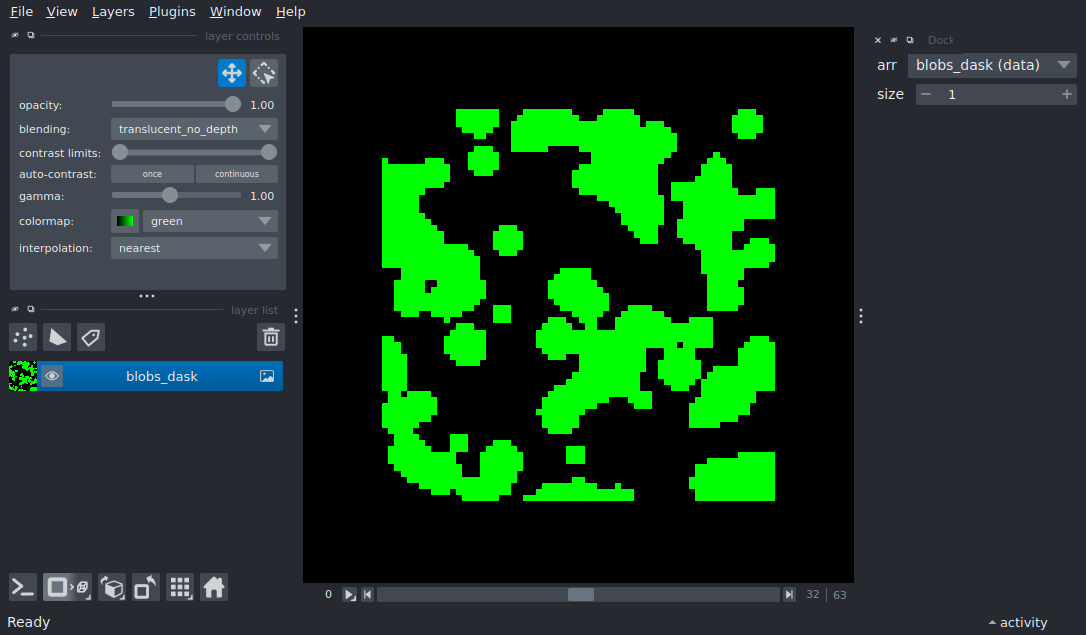 File View Layers Plugins Window Help
layer controls
opacity: 1.00
blending: translucent_no_depth
contrast limits:
auto-contrast: once continuous
gamma: 1.00
colormap: green
interpolation: nearest
layer list
blobs_dask
Dock
arr blobs_dask (data)
size 1
0 32 63
Ready
activity